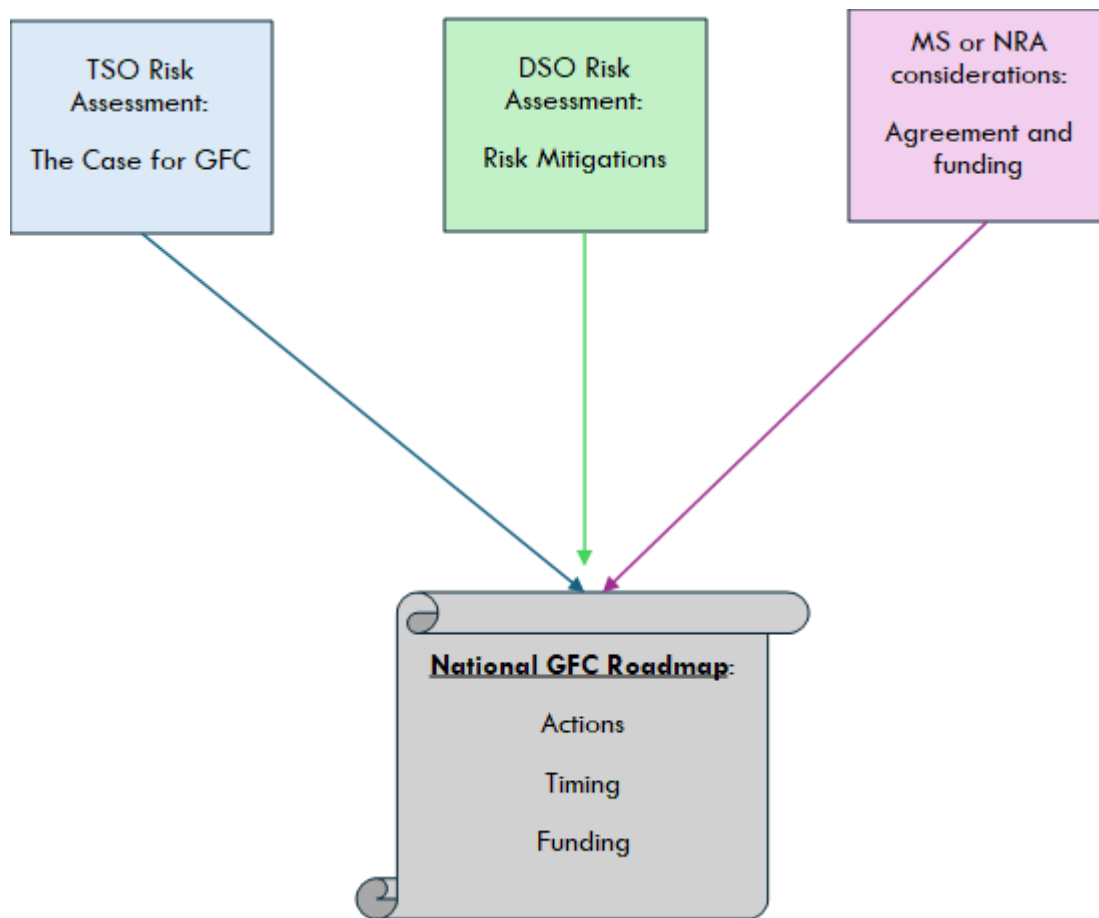 TSO Risk
Assessment:
The Case for GFC
DSO Risk
Assessment:
Risk Mitigations
MS or NRA
considerations:
Agreement and
funding
National GFC Roadmap:
Actions
Timing
Funding